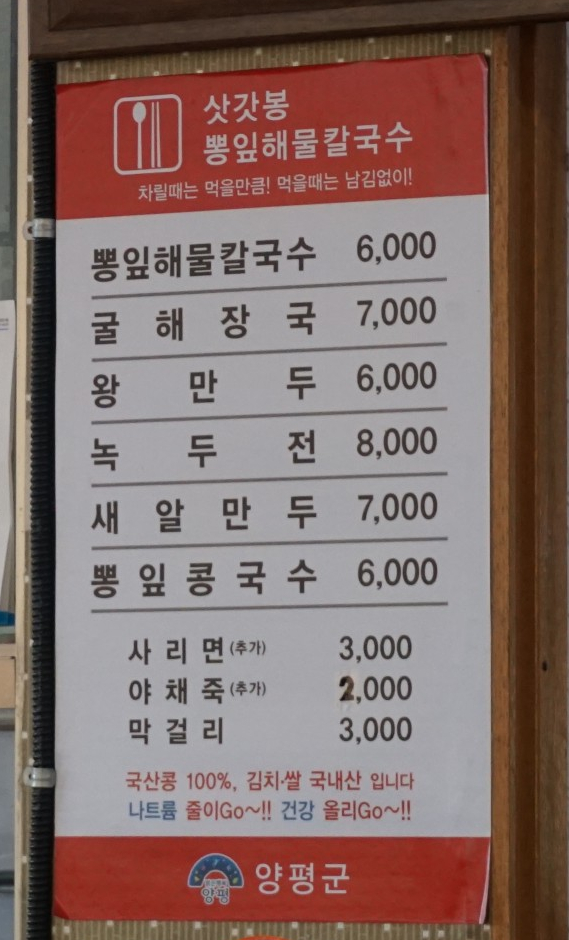 삿갓봉
뽕잎해물칼국수
차릴때는 먹을만큼! 먹을때는 남김없이!
뽕잎해물칼국수 6,000
굴해장국 7,000
왕만두 6,000
녹두전 8,000
새알만두 7,000
뽕잎콩국수 6,000
사리면(추가) 3,000
야채죽(추가) 2,000
막걸리 3,000
국산콩 100%, 김치·쌀 국내산 입니다
나트륨 줄이Go~!! 건강 올리Go~!!
양평
양평군